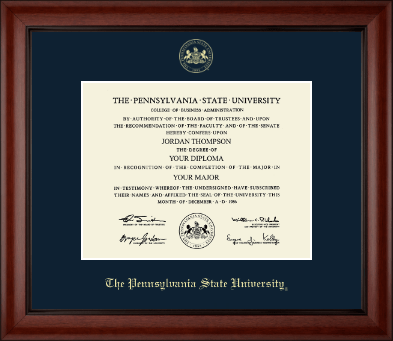 THE · PENNSYLVANIA · STATE · UNIVERSITY
COLLEGE OF BUSINESS ADMINISTRATION
BY · AUTHORITY · OF · THE · BOARD · OF · TRUSTEES · AND · UPON
THE · RECOMMENDATION · OF · THE · FACULTY · AND · OF · THE · SENATE
HEREBY · CONFERS · UPON
JORDAN THOMPSON
THE · DEGREE · OF
YOUR DIPLOMA
IN · RECOGNITION · OF · THE · COMPLETION · OF · THE · MAJOR · IN
YOUR MAJOR
IN · TESTIMONY · WHEREOF · THE · UNDERSIGNED · HAVE · SUBSCRIBED
THEIR · NAMES · AND · AFFIXED · THE · SEAL · OF · THE · UNIVERSITY · THIS
MONTH · OF · DECEMBER · A · D · 1986
The Pennsylvania State University